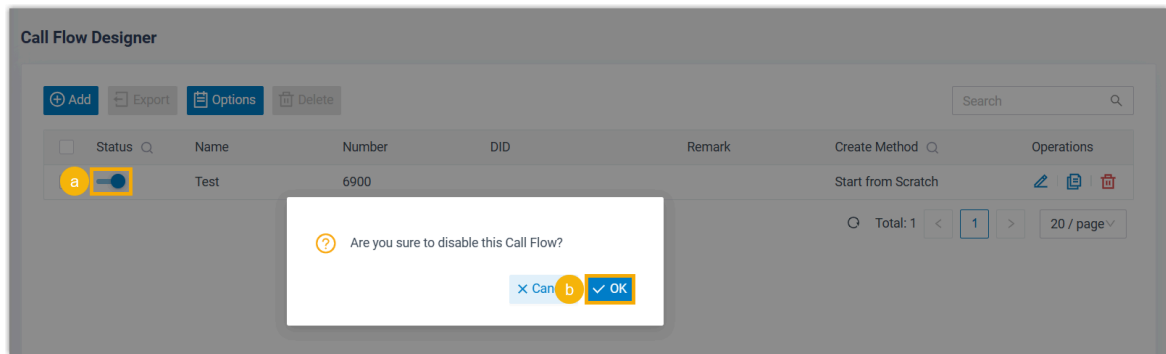 Call Flow Designer
Add Export Options Delete Search
Status Name Number DID Remark Create Method Operations
a Test 6900 Start from Scratch
Total: 1 < 1 > 20 / page
Are you sure to disable this Call Flow?
Can b OK